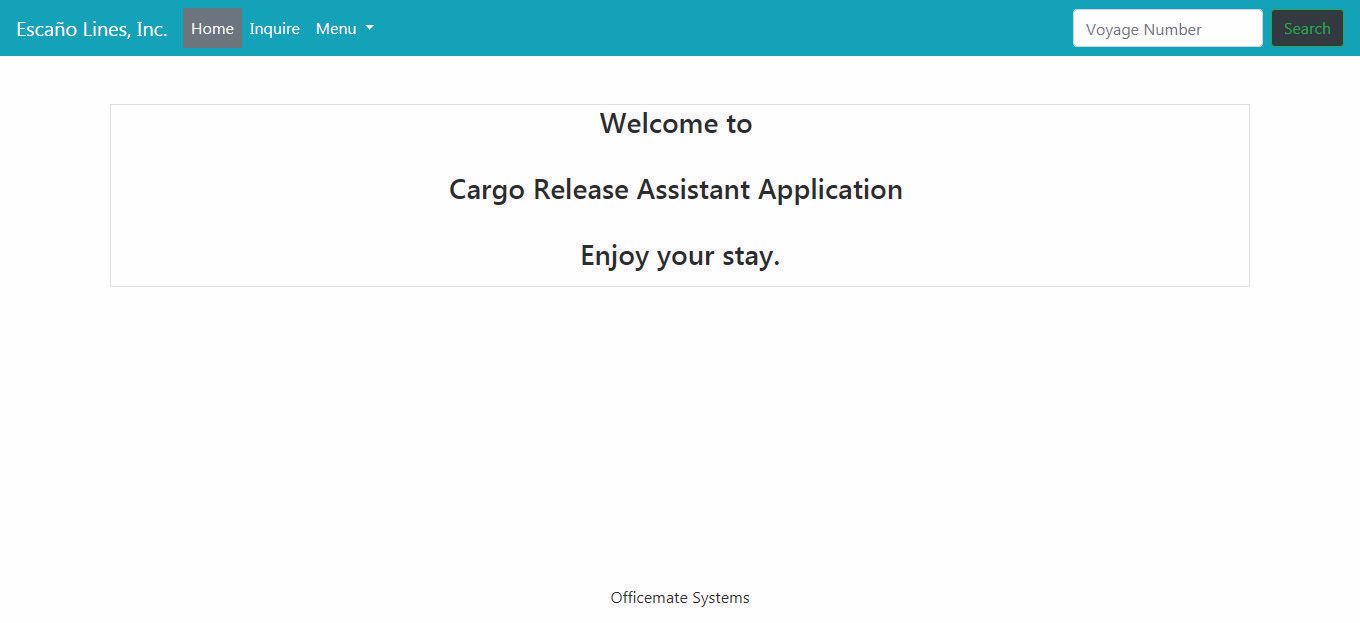 Escaño Lines, Inc. Home Inquire Menu Voyage Number Search
Welcome to
Cargo Release Assistant Application
Enjoy your stay.
Officemate Systems